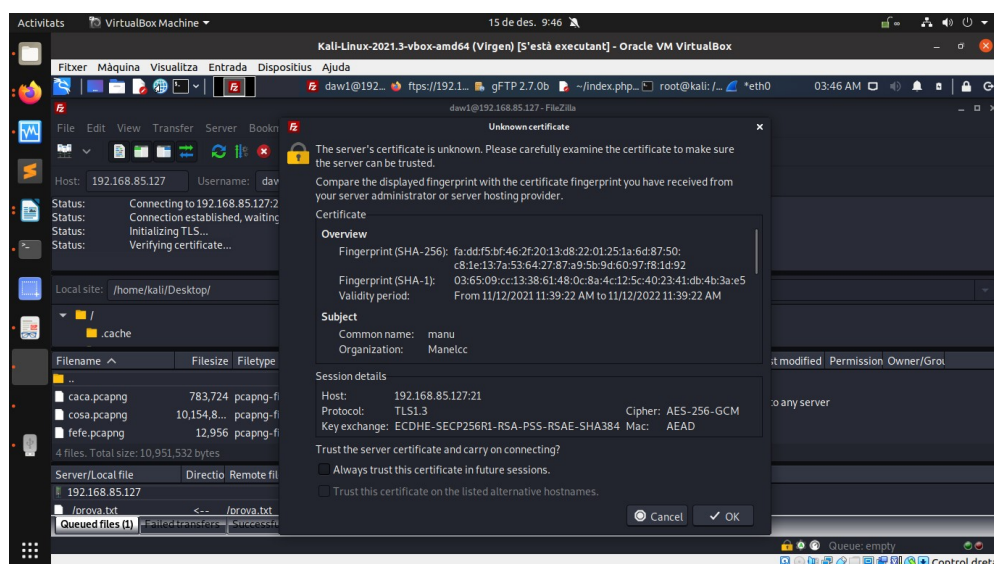 Activitats VirtualBox Machine 15 de des. 9:46
Kali-Linux-2021.3-vbox-amd64 (Virgen) [S'està executant] - Oracle VM VirtualBox
Fitxer Màquina Visualitza Entrada Dispositius Ajuda
daw1@192... ftps://192.1... gFTP 2.7.0b ~/index.php... root@kali: /... *eth0 03:46 AM
daw1@192.168.85.127 - FileZilla
File Edit View Transfer Server Bookn
Unknown certificate
The server's certificate is unknown. Please carefully examine the certificate to make sure
the server can be trusted.
Compare the displayed fingerprint with the certificate fingerprint you have received from
your server administrator or server hosting provider.
Certificate
Overview
Fingerprint (SHA-256): fa:dd:f5:bf:46:2f:20:13:d8:22:01:25:1a:6d:87:50:
c8:1e:13:7a:53:64:27:87:a9:5b:9d:60:97:f8:1d:92
Fingerprint (SHA-1): 03:65:09:cc:13:38:61:48:0c:8a:4c:12:5c:40:23:41:db:4b:3a:e5
Validity period: From 11/12/2021 11:39:22 AM to 11/12/2022 11:39:22 AM
Subject
Common name: manu
Organization: Manelcc
Session details
Host: 192.168.85.127:21
Protocol: TLS1.3 Cipher: AES-256-GCM
Key exchange: ECDHE-SECP256R1-RSA-PSS-RSAE-SHA384 Mac: AEAD
Trust the server certificate and carry on connecting?
Always trust this certificate in future sessions.
Trust this certificate on the listed alternative hostnames.
Cancel OK
Host: 192.168.85.127 Username: daw
Status: Connecting to 192.168.85.127:2
Status: Connection established, waiting
Status: Initializing TLS...
Status: Verifying certificate...
Local site: /home/kali/Desktop/
/
.cache
Filename Filesize Filetype
st modified Permission Owner/Grou
..
caca.pcapng 783,724 pcapng-fi
cosa.pcapng 10,154,8... pcapng-fi
fefe.pcapng 12,956 pcapng-fi
to any server
4 files. Total size: 10,951,532 bytes
Server/Local file Directio Remote fil
192.168.85.127
/prova.txt <-- /prova.txt
Queued files (1) Failed transfers Successfu
Queue: empty
Control dreta